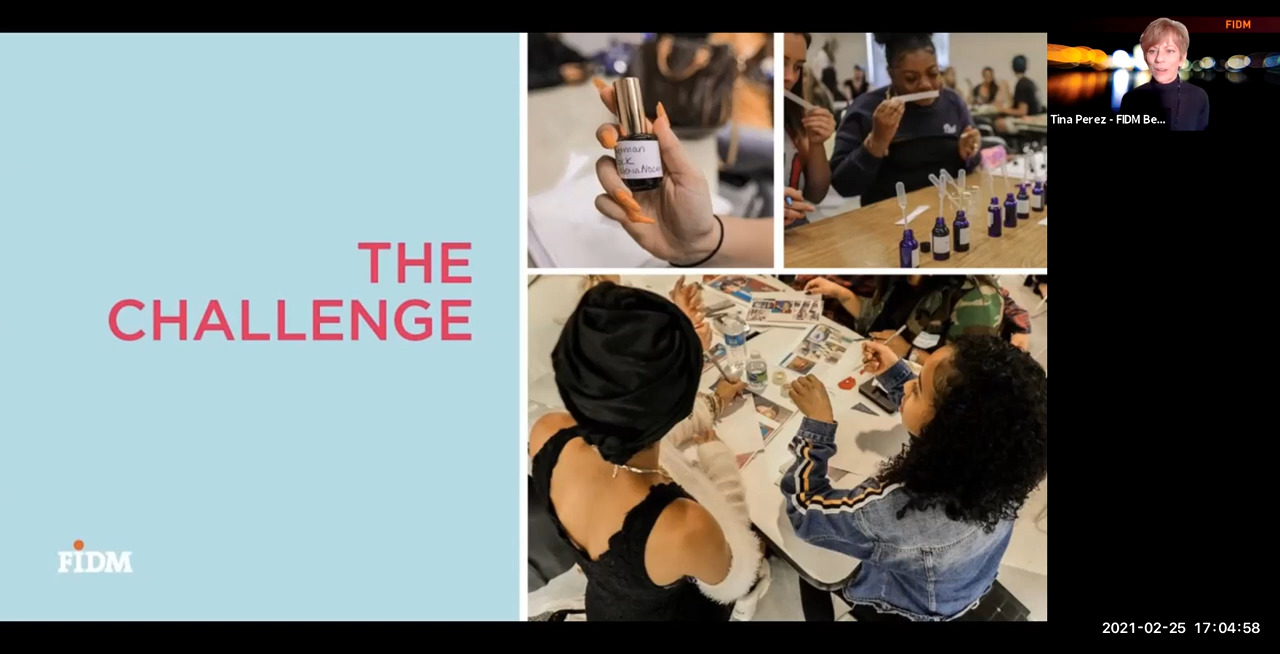 THE
CHALLENGE
FIDM
FIDM
Tina Perez - FIDM Be...
2021-02-25 17:04:58